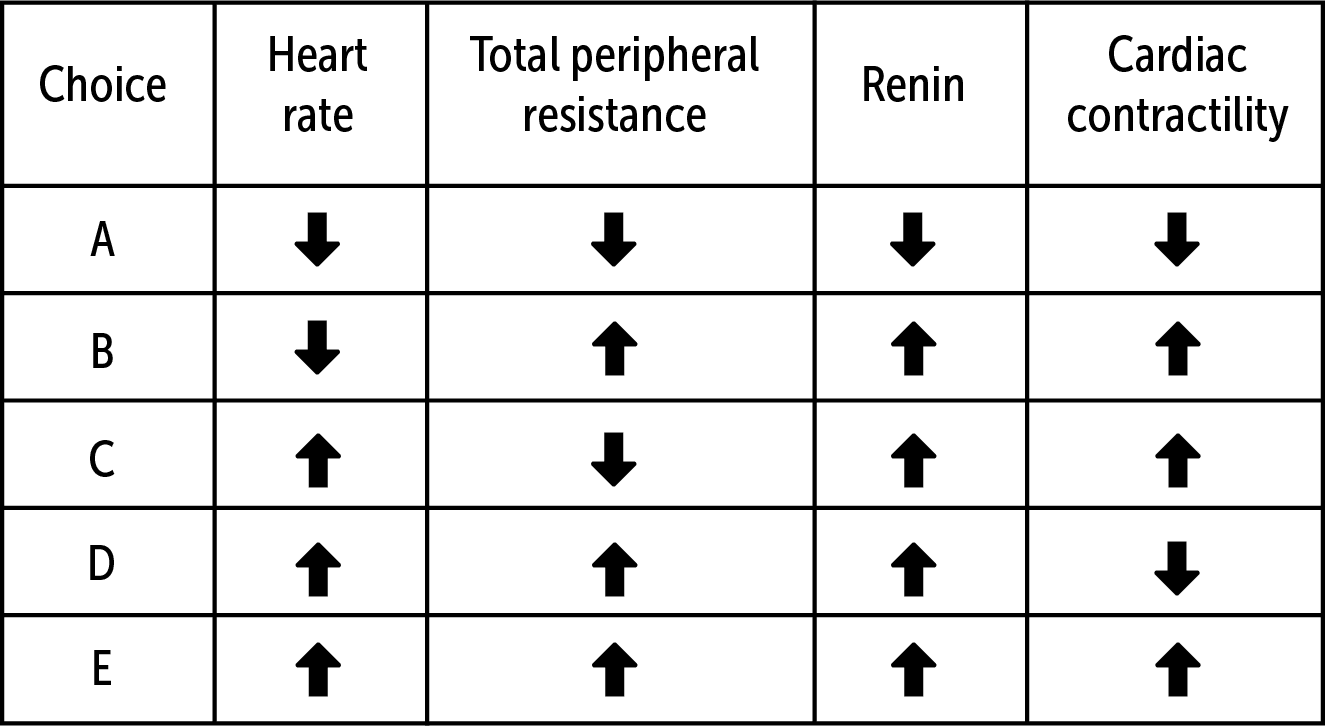 Choice
Heart
rate
Total peripheral
resistance
Renin
Cardiac
contractility
A
B
C
D
E